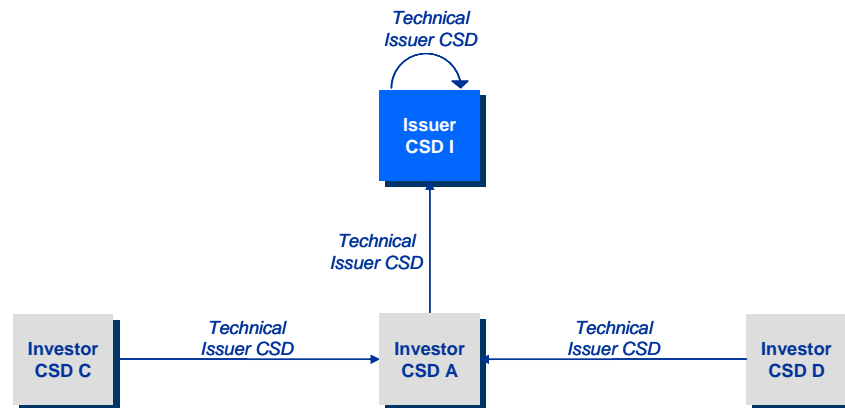 Technical
Issuer CSD
Issuer
CSD I
Technical
Issuer CSD
Investor
CSD C
Technical
Issuer CSD
Investor
CSD A
Technical
Issuer CSD
Investor
CSD D